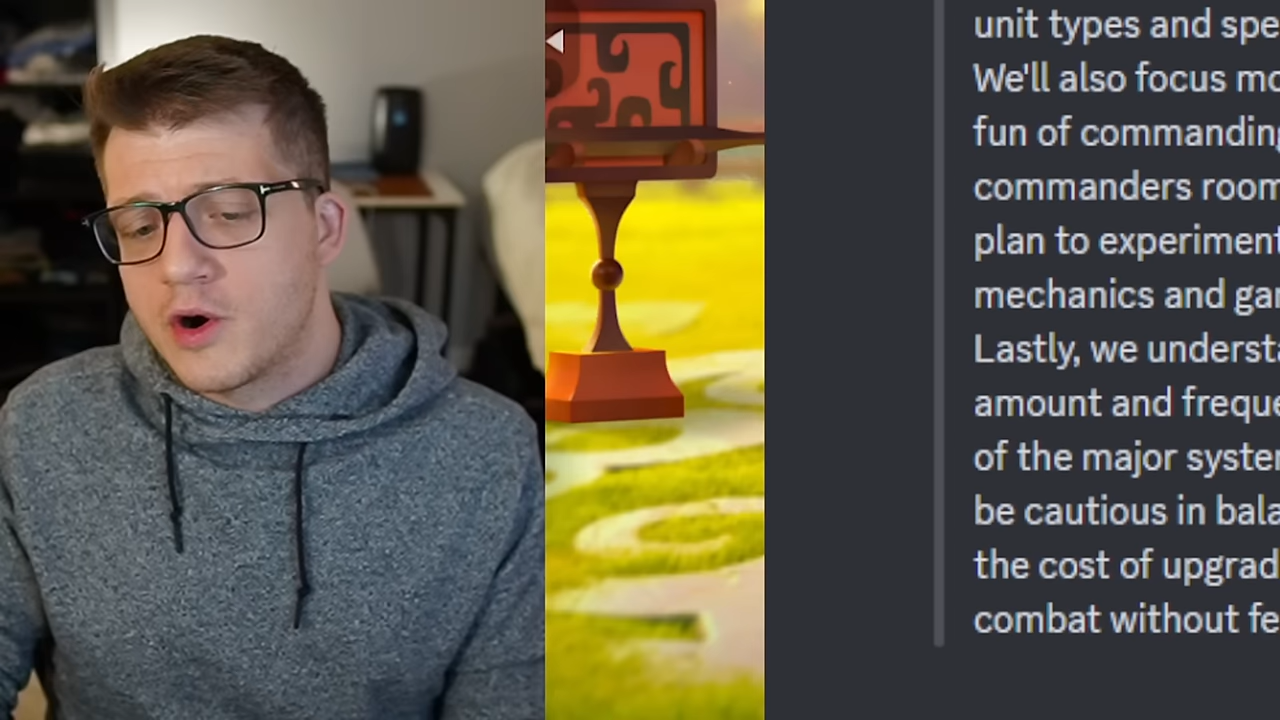 unit types and spe
We'll also focus mo
fun of commanding
commanders room
plan to experiment
mechanics and gar
Lastly, we understa
amount and freque
of the major syster
be cautious in bala
the cost of upgrad
combat without fe